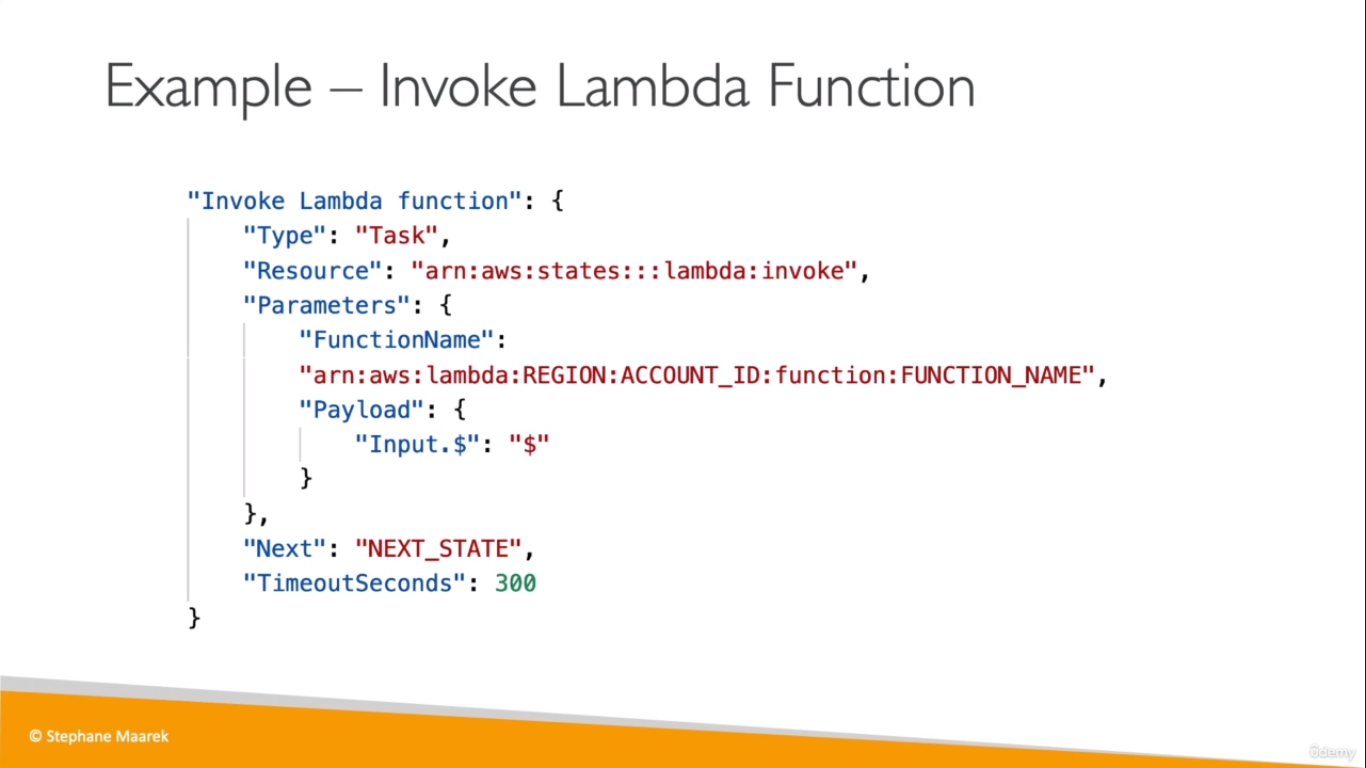 Example – Invoke Lambda Function
"Invoke Lambda function": {
"Type": "Task",
"Resource": "arn:aws:states:::lambda:invoke",
"Parameters": {
"FunctionName":
"arn:aws:lambda:REGION:ACCOUNT_ID:function:FUNCTION_NAME",
"Payload": {
"Input.$": "$"
}
},
"Next": "NEXT_STATE",
"TimeoutSeconds": 300
}
© Stephane Maarek
ûdemy